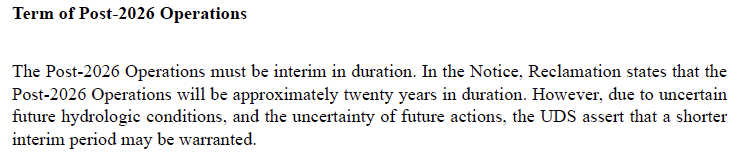 Term of Post-2026 Operations
The Post-2026 Operations must be interim in duration. In the Notice, Reclamation states that the
Post-2026 Operations will be approximately twenty years in duration. However, due to uncertain
future hydrologic conditions, and the uncertainty of future actions, the UDS assert that a shorter
interim period may be warranted.